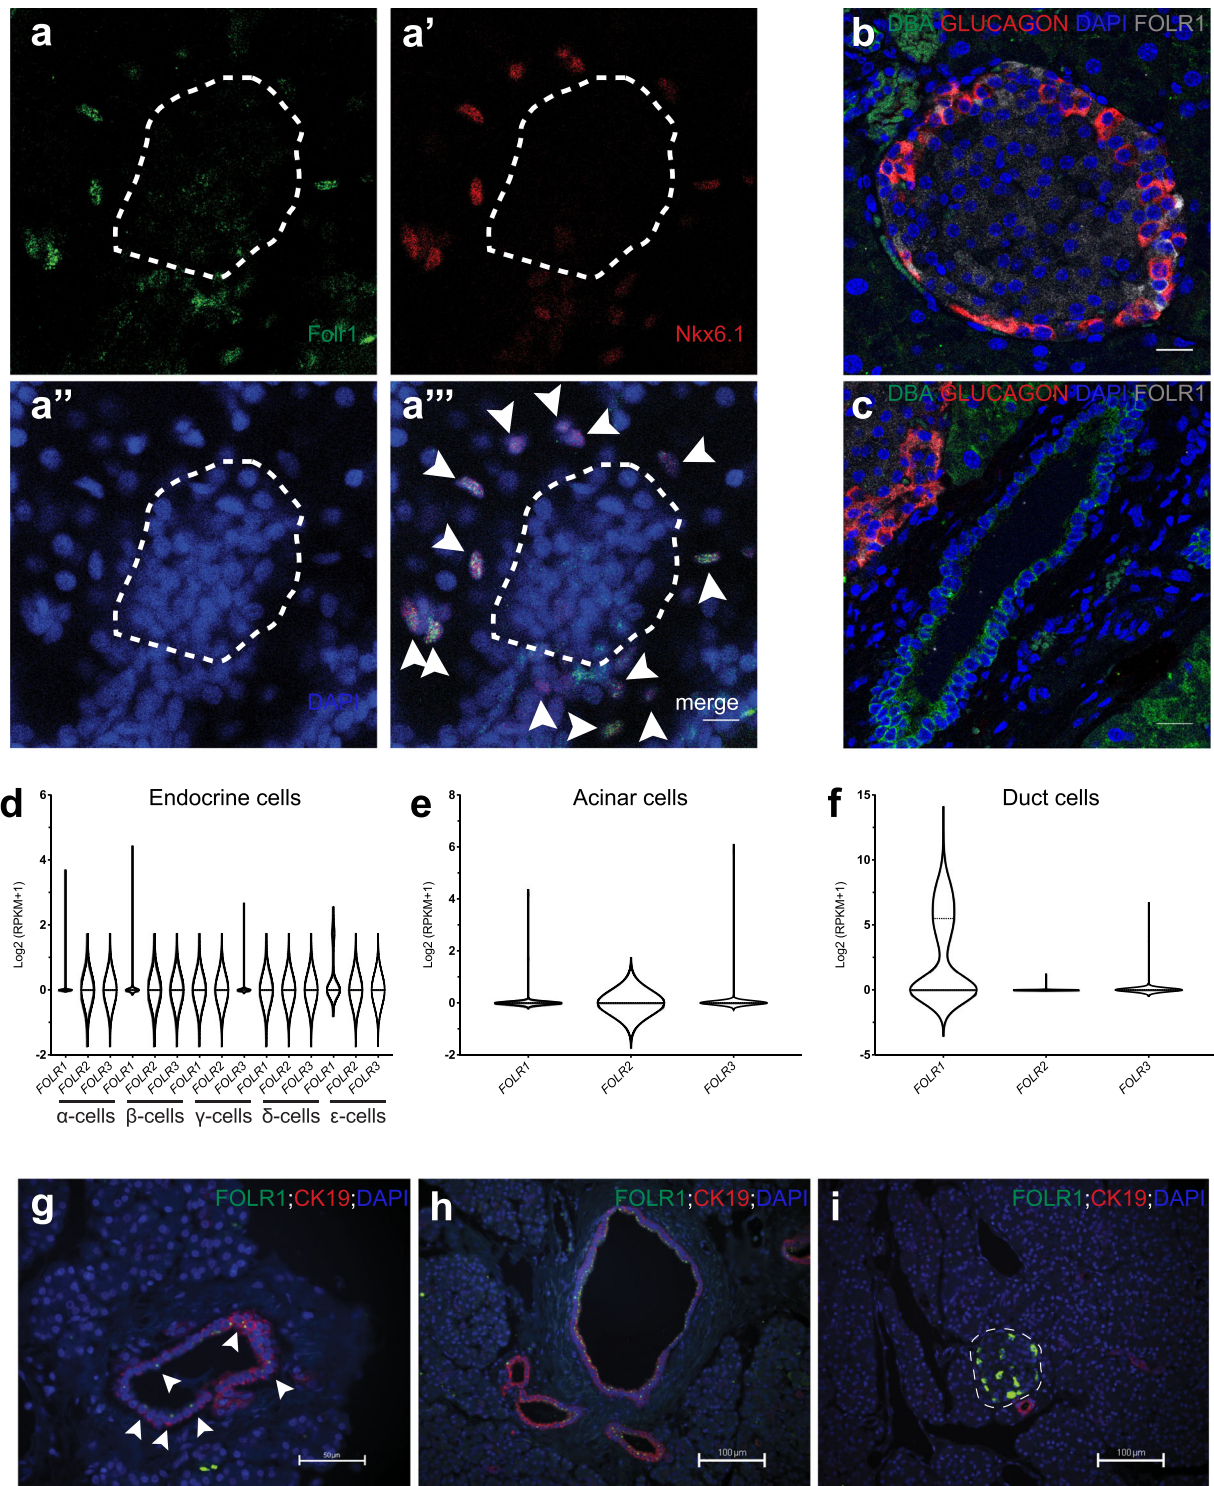 a
Folr1
a'
Nkx6.1
a''
DAPI
a'''
merge
b
DBA GLUCAGON DAPI FOLR1
c
DBA GLUCAGON DAPI FOLR1
d
Endocrine cells
Log2 (RPKM+1)
6
4
2
0
-2
FOLR1
FOLR2
FOLR3
FOLR1
FOLR2
FOLR3
FOLR1
FOLR2
FOLR3
FOLR1
FOLR2
FOLR3
FOLR1
FOLR2
FOLR3
α-cells
β-cells
γ-cells
δ-cells
ε-cells
e
Acinar cells
Log2 (RPKM+1)
8
6
4
2
0
-2
FOLR1
FOLR2
FOLR3
f
Duct cells
Log2 (RPKM+1)
15
10
5
0
-5
FOLR1
FOLR2
FOLR3
g
FOLR1;CK19;DAPI
50µm
h
FOLR1;CK19;DAPI
100µm
i
FOLR1;CK19;DAPI
100µm